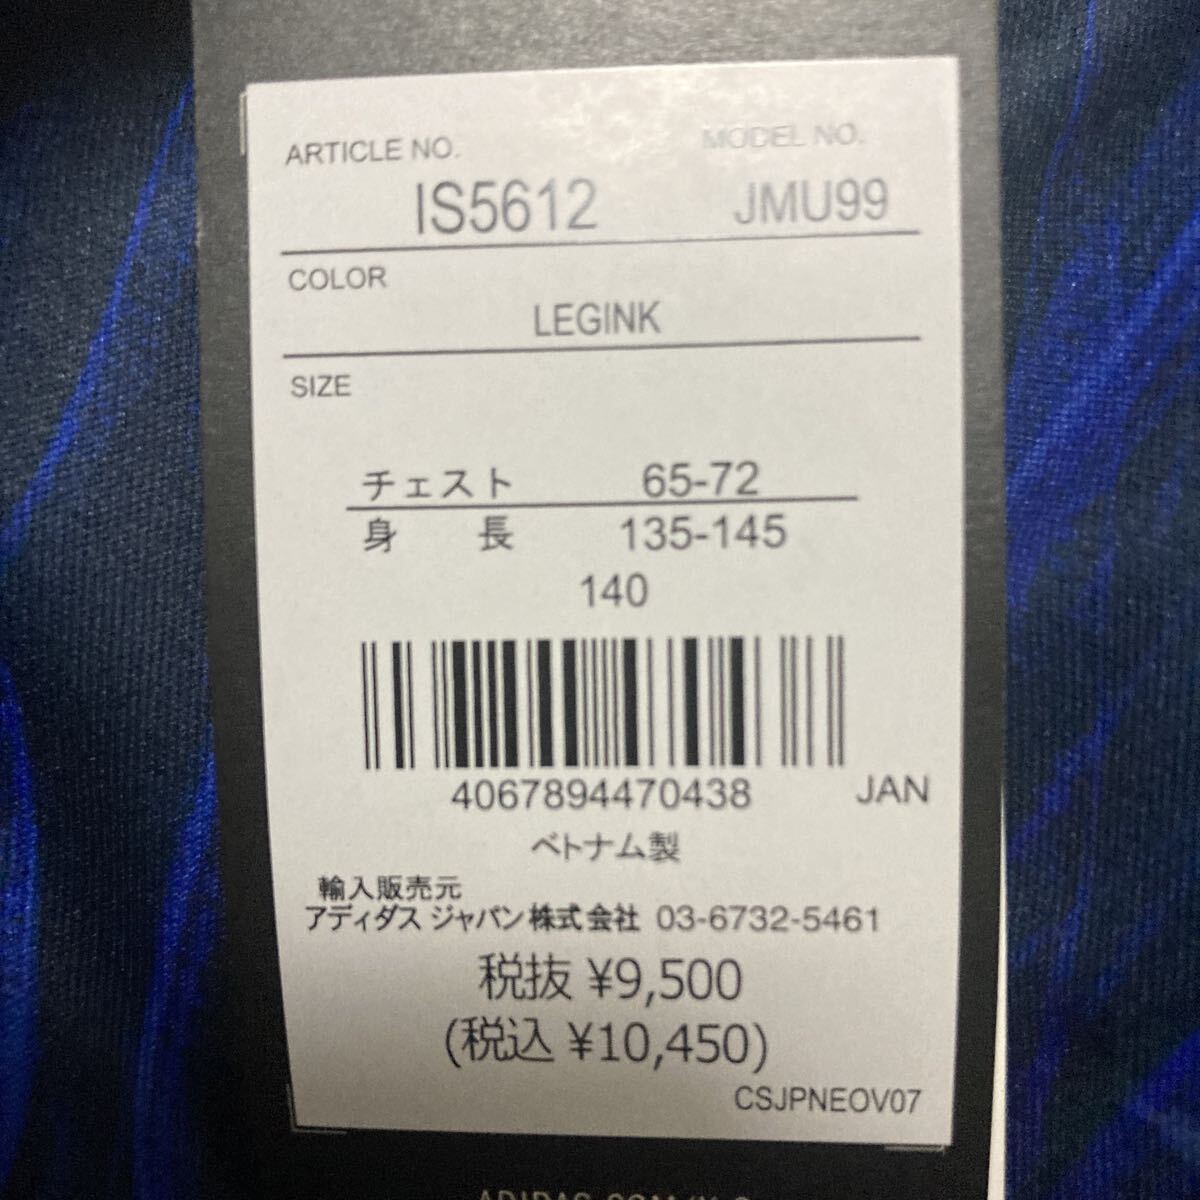 ARTICLE NO. MODEL NO.
IS5612 JMU99
COLOR
LEGINK
SIZE
チェスト 65-72
身 長 135-145
140
4067894470438 JAN
ベトナム製
輸入販売元
アディダス ジャパン株式会社 03-6732-5461
税抜 ¥9,500
(税込 ¥10,450)
CSJPNEOV07